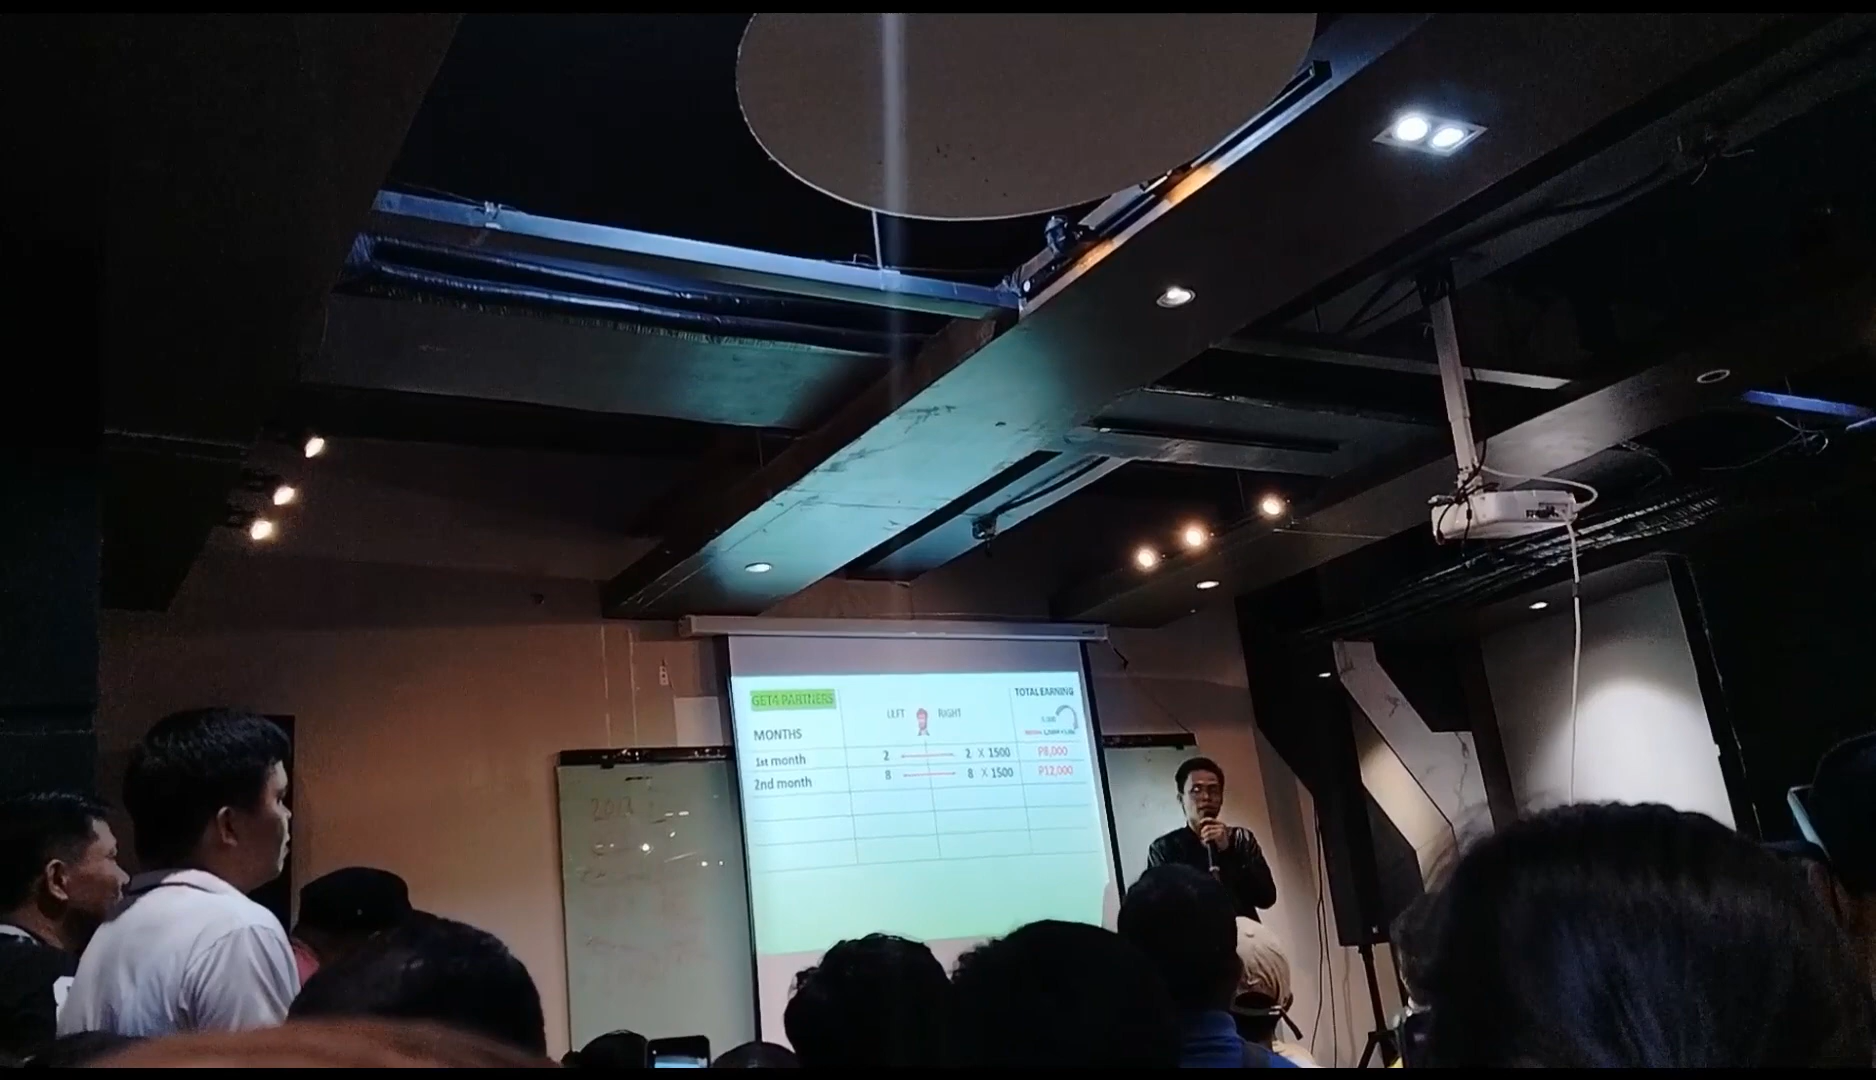 GET4 PARTNERS
TOTAL EARNING
LEFT RIGHT
MONTHS
1st month 2 2 X 1500 P8,000
2nd month 8 8 X 1500 P12,000